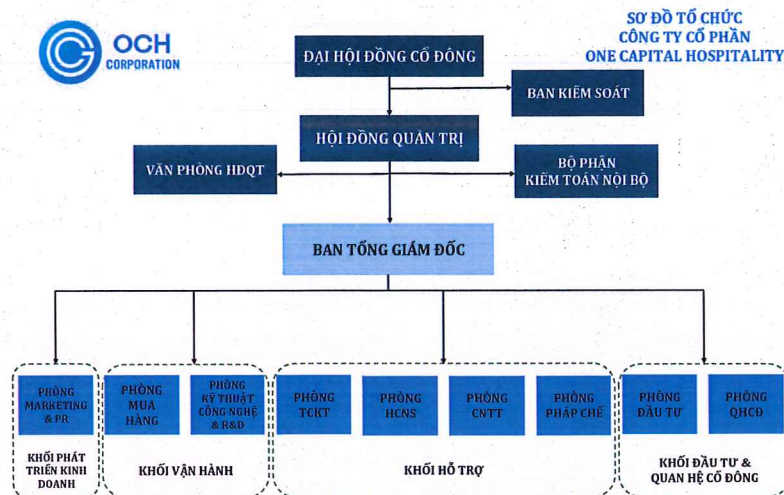 OCH
CORPORATION
SƠ ĐỒ TỔ CHỨC
CÔNG TY CỔ PHẦN
ONE CAPITAL HOSPITALITY
ĐẠI HỘI ĐỒNG CỔ ĐÔNG
BAN KIỂM SOÁT
HỘI ĐỒNG QUẢN TRỊ
VĂN PHÒNG HĐQT
BỘ PHẬN
KIỂM TOÁN NỘI BỘ
BAN TỔNG GIÁM ĐỐC
PHÒNG
MARKETING
& PR
KHỐI PHÁT
TRIỂN KINH
DOANH
PHÒNG
MUA
HÀNG
PHÒNG
KỸ THUẬT
CÔNG NGHỆ
& R&D
KHỐI VẬN HÀNH
PHÒNG
TCKT
PHÒNG
HCNS
PHÒNG
CNTT
PHÒNG
PHÁP CHẾ
KHỐI HỖ TRỢ
PHÒNG
ĐẦU TƯ
PHÒNG
QHCĐ
KHỐI ĐẦU TƯ &
QUAN HỆ CỔ ĐÔNG